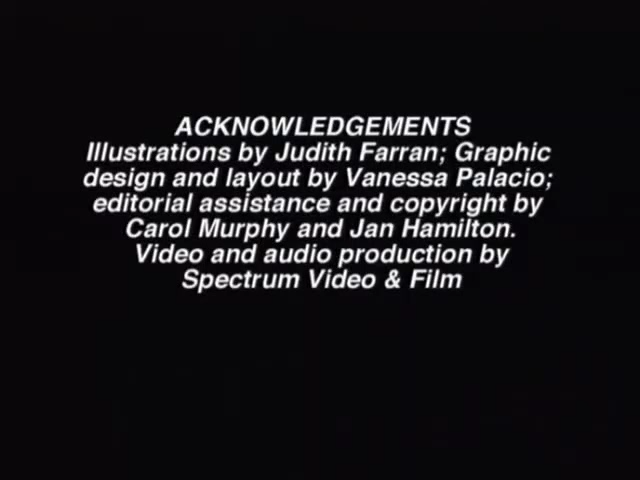 ACKNOWLEDGEMENTS
Illustrations by Judith Farran; Graphic
design and layout by Vanessa Palacio;
editorial assistance and copyright by
Carol Murphy and Jan Hamilton.
Video and audio production by
Spectrum Video & Film